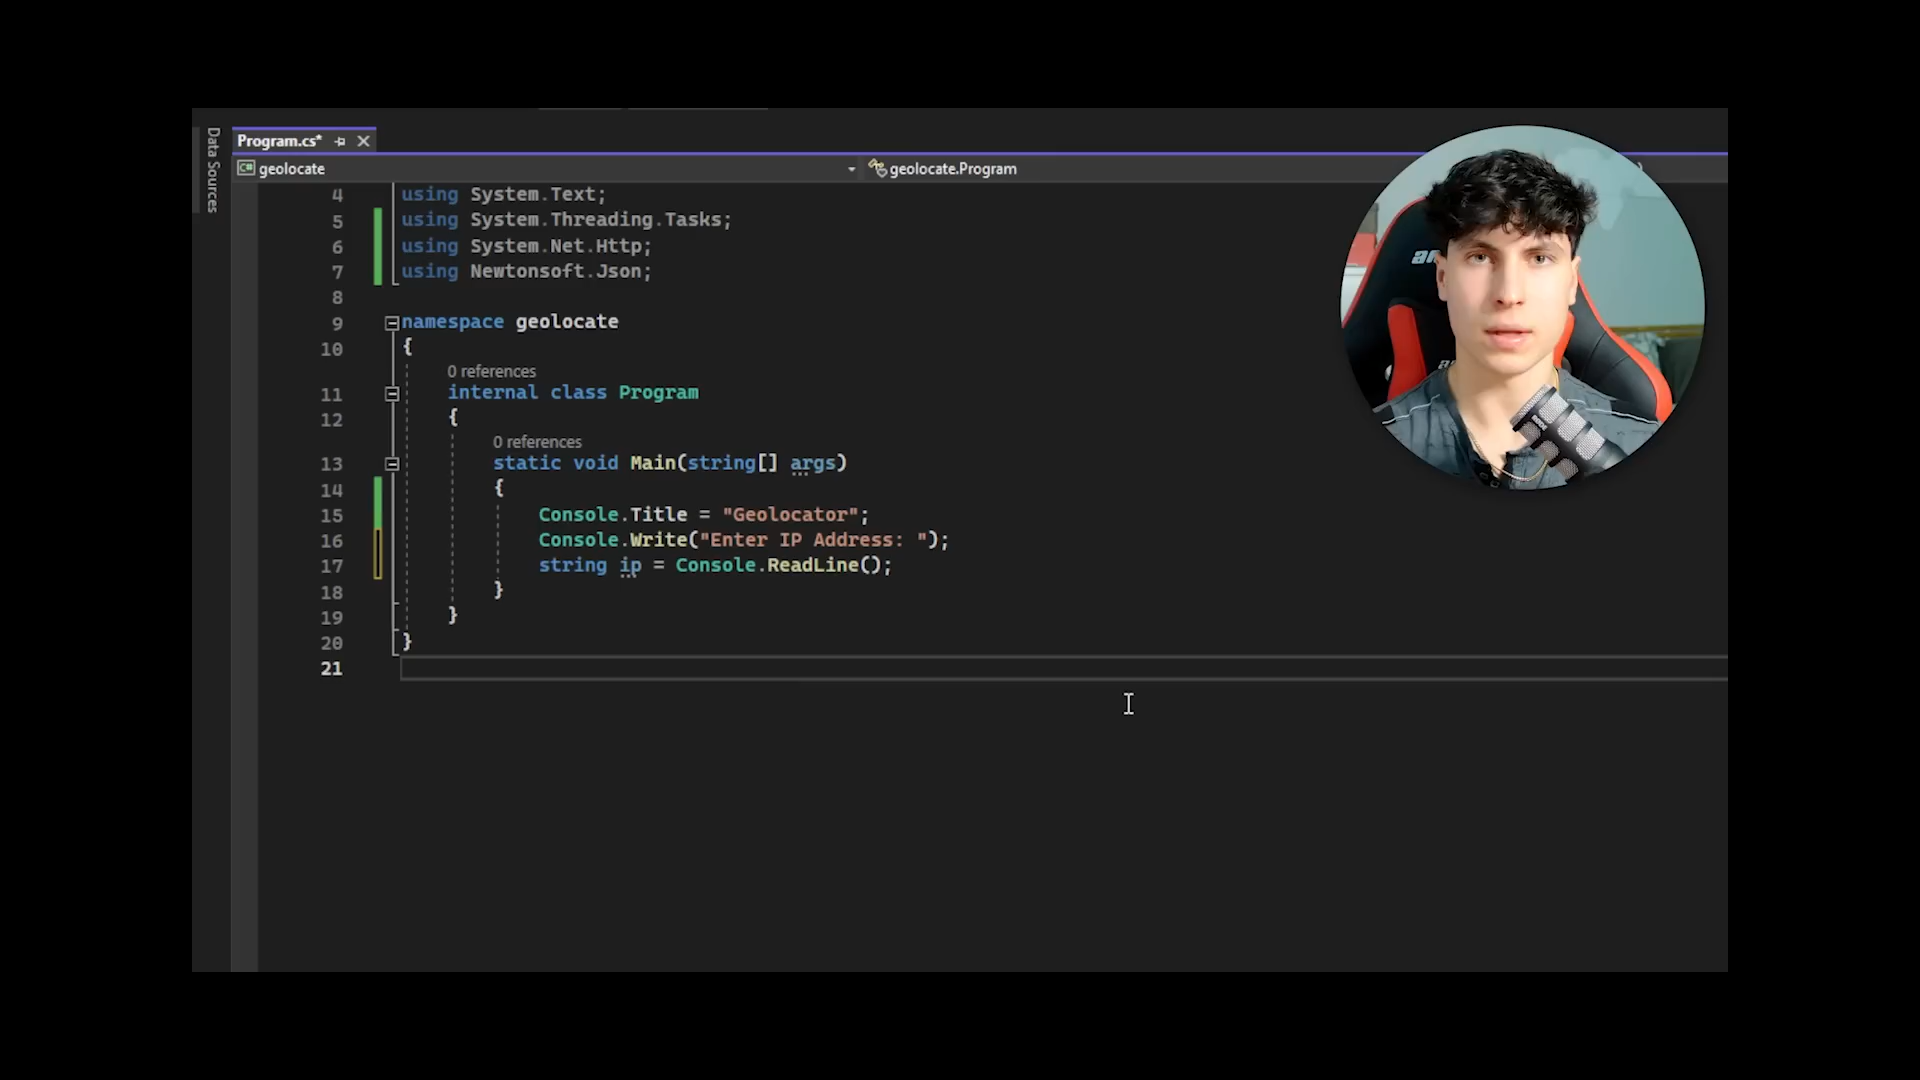 Data Sources
Program.cs*
geolocate
geolocate.Program
4 using System.Text;
5 using System.Threading.Tasks;
6 using System.Net.Http;
7 using Newtonsoft.Json;
8
9 namespace geolocate
10 {
0 references
11 internal class Program
12 {
0 references
13 static void Main(string[] args)
14 {
15 Console.Title = "Geolocator";
16 Console.Write("Enter IP Address: ");
17 string ip = Console.ReadLine();
18 }
19 }
20 }
21